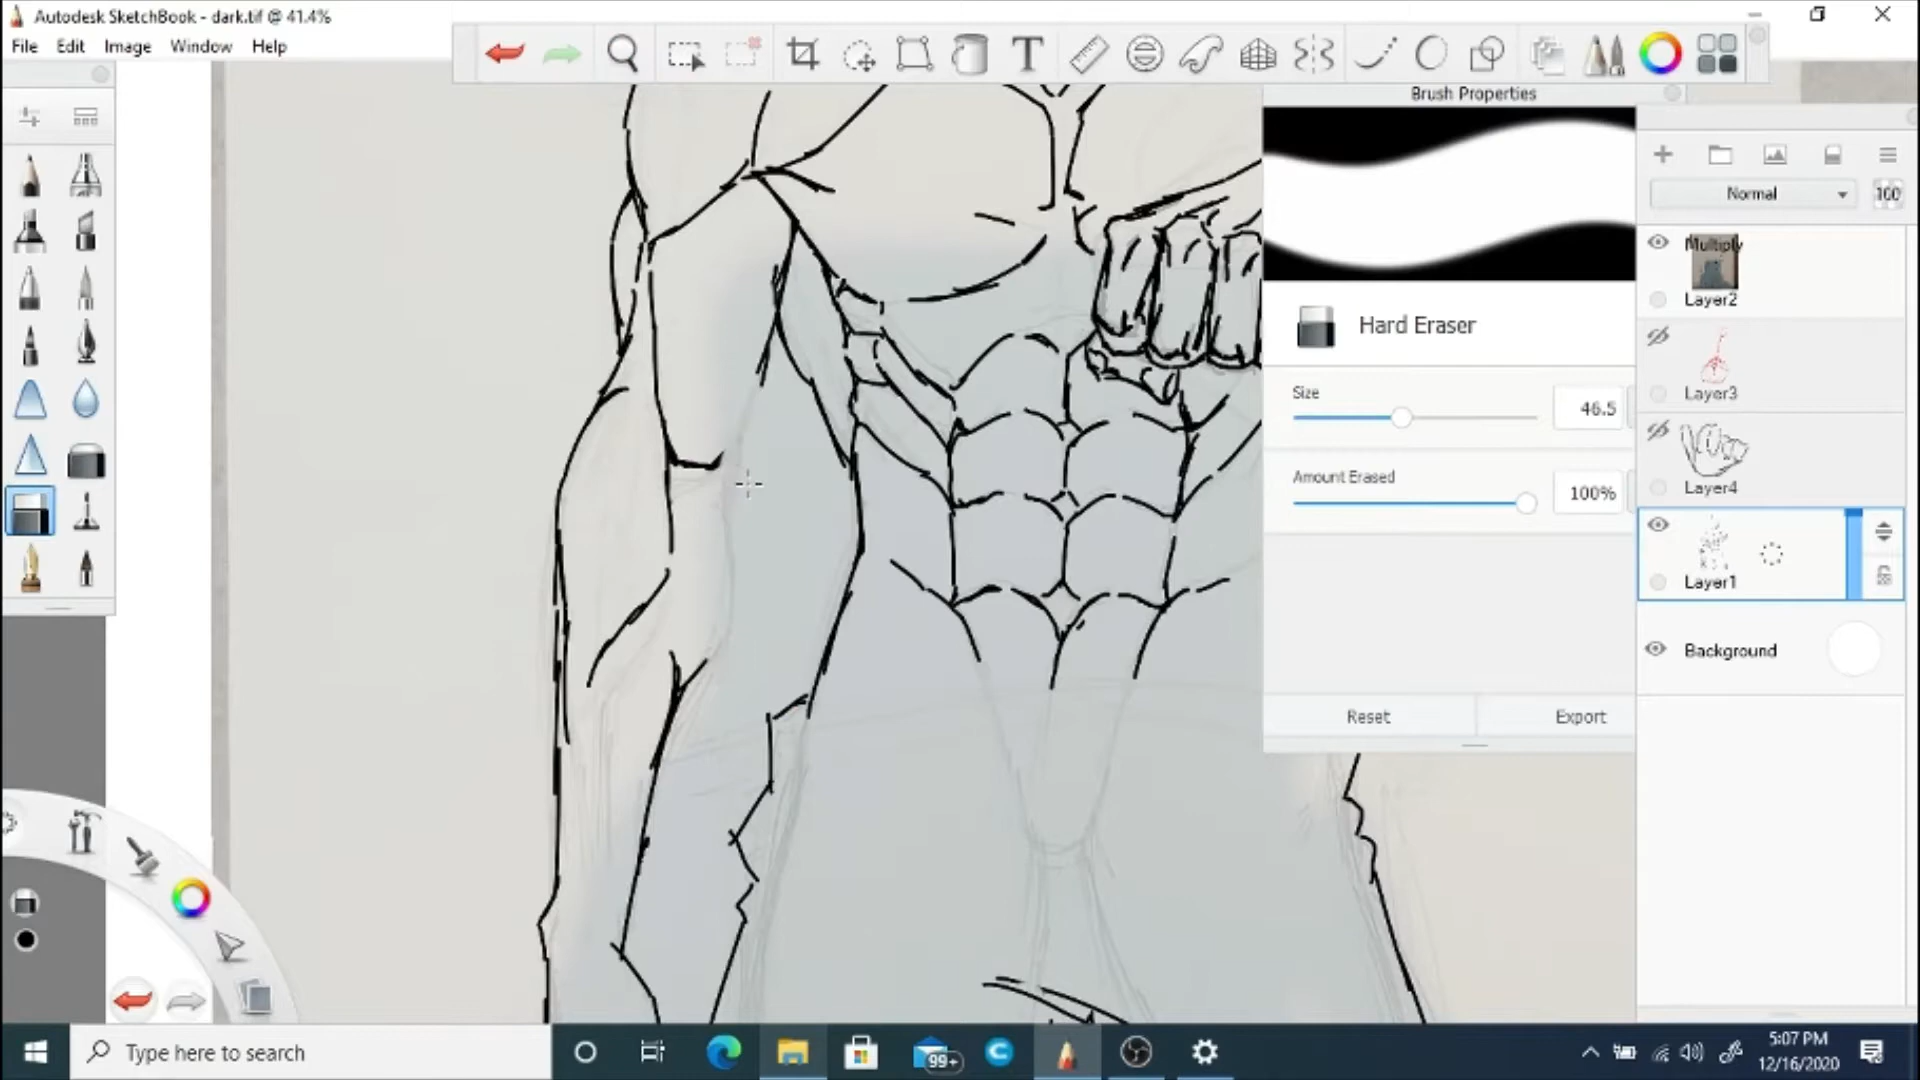 Autodesk SketchBook - dark.tif @ 41.4%
File Edit Image Window Help
T
Brush Properties
Normal 100
Multiply
Layer2
Hard Eraser
Size
46.5
Layer3
Amount Erased
100%
Layer4
Layer1
Background
Reset Export
Type here to search
99+
5:07 PM
12/16/2020